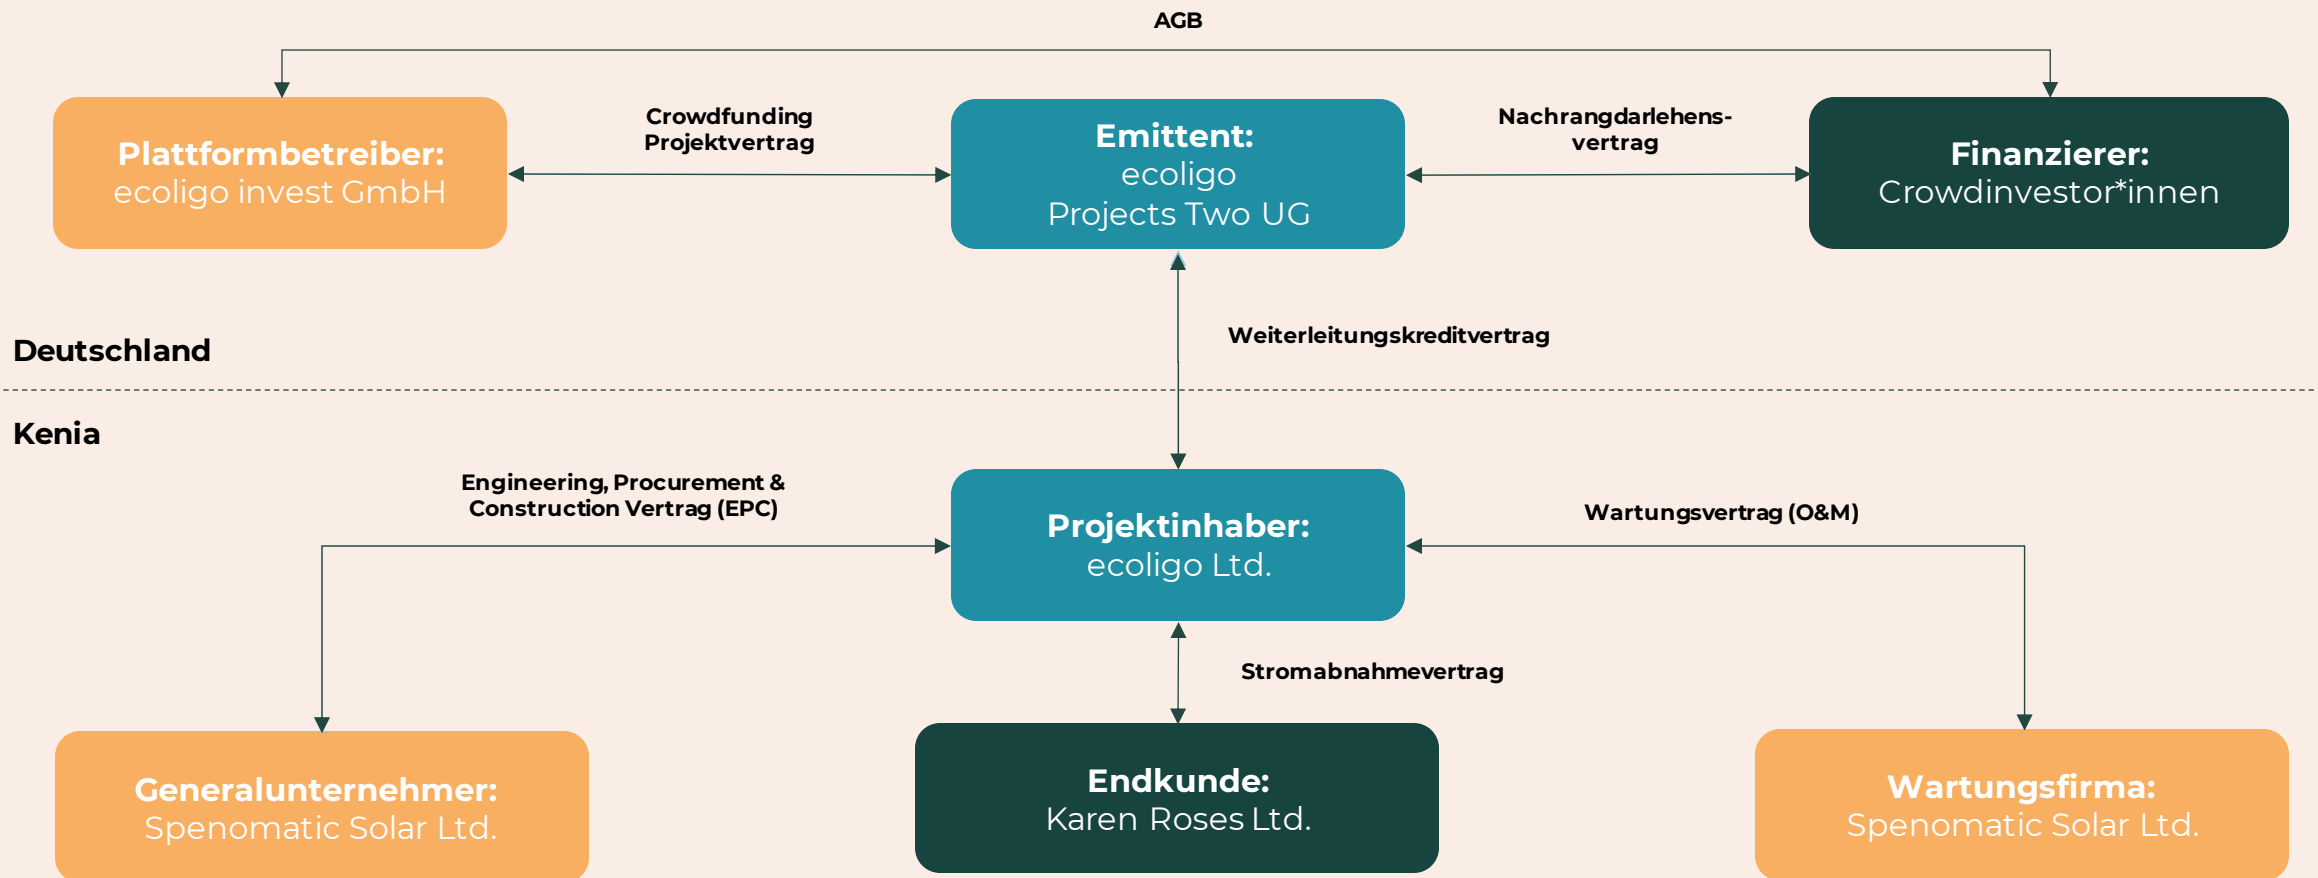 AGB
Plattformbetreiber:
ecoligo invest GmbH
Crowdfunding
Projektvertrag
Emittent:
ecoligo
Projects Two UG
Nachrangdarlehens-
vertrag
Finanzierer:
Crowdinvestor*innen
Weiterleitungskreditvertrag
Deutschland
Kenia
Engineering, Procurement &
Construction Vertrag (EPC)
Projektinhaber:
ecoligo Ltd.
Wartungsvertrag (O&M)
Stromabnahmevertrag
Generalunternehmer:
Spenomatic Solar Ltd.
Endkunde:
Karen Roses Ltd.
Wartungsfirma:
Spenomatic Solar Ltd.